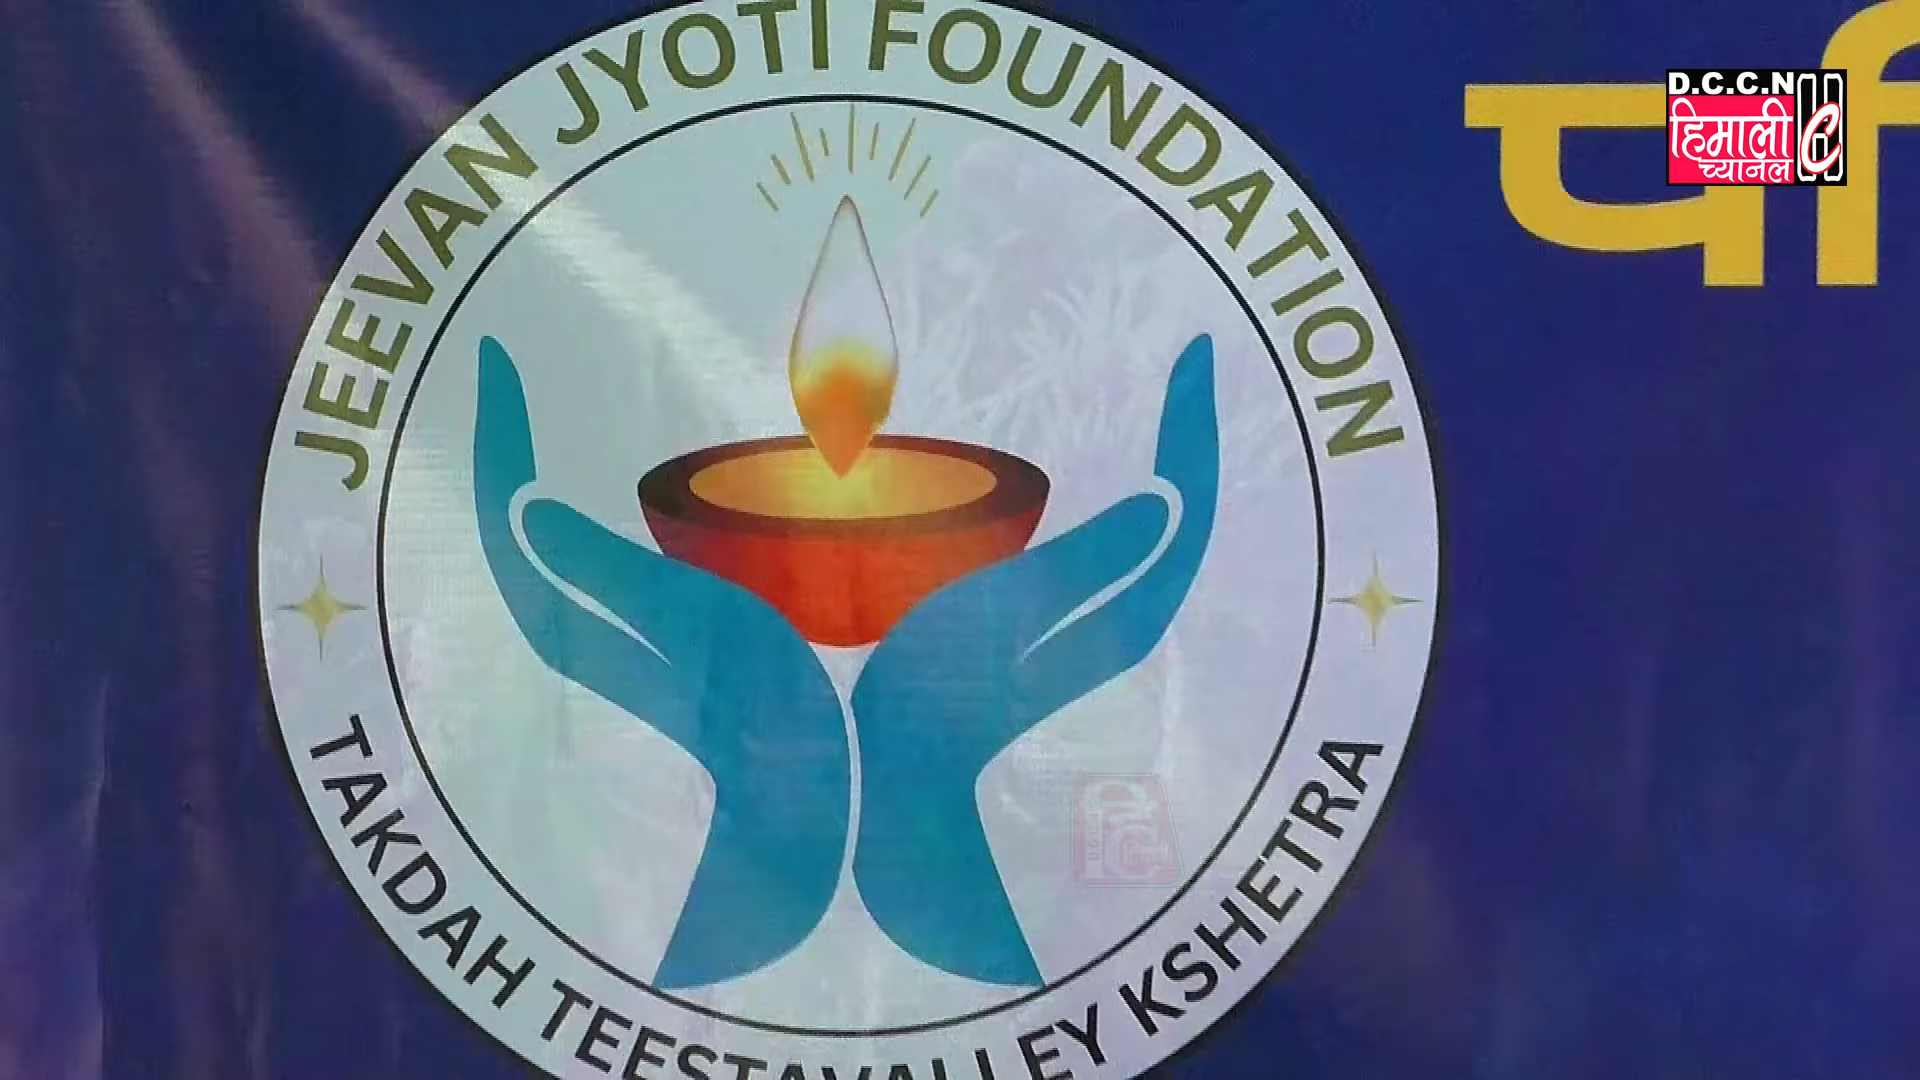 JEEVAN JYOTI FOUNDATION
TAKDAH TEESTAVALLEY KSHETRA
D.C.C.N
हिमाली
च्यानल